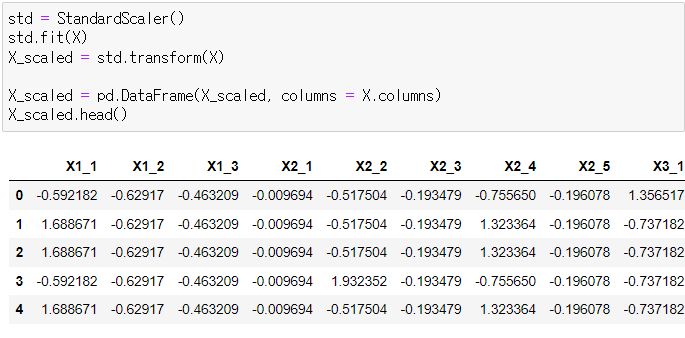 std = StandardScaler()
std.fit(X)
X_scaled = std.transform(X)
X_scaled = pd.DataFrame(X_scaled, columns = X.columns)
X_scaled.head()
X1_1 X1_2 X1_3 X2_1 X2_2 X2_3 X2_4 X2_5 X3_1
0 -0.592182 -0.62917 -0.463209 -0.009694 -0.517504 -0.193479 -0.755650 -0.196078 1.356517
1 1.688671 -0.62917 -0.463209 -0.009694 -0.517504 -0.193479 1.323364 -0.196078 -0.737182
2 1.688671 -0.62917 -0.463209 -0.009694 -0.517504 -0.193479 1.323364 -0.196078 -0.737182
3 -0.592182 -0.62917 -0.463209 -0.009694 1.932352 -0.193479 -0.755650 -0.196078 -0.737182
4 1.688671 -0.62917 -0.463209 -0.009694 -0.517504 -0.193479 1.323364 -0.196078 -0.737182